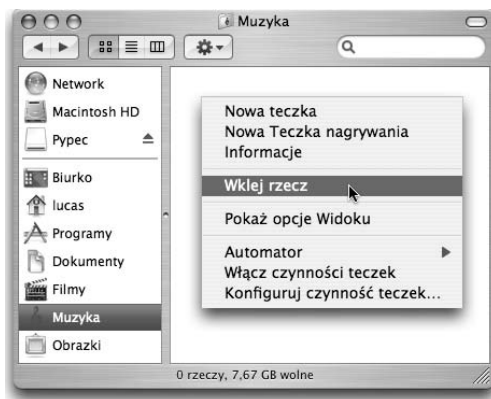 Muzyka
Network
Macintosh HD
Pypec
Biurko
lucas
Programy
Dokumenty
Filmy
Muzyka
Obrazki
Nowa teczka
Nowa Teczka nagrywania
Informacje
Wklej rzecz
Pokaż opcje Widoku
Automator
Włącz czynności teczek
Konfiguruj czynność teczek...
0 rzeczy, 7,67 GB wolne